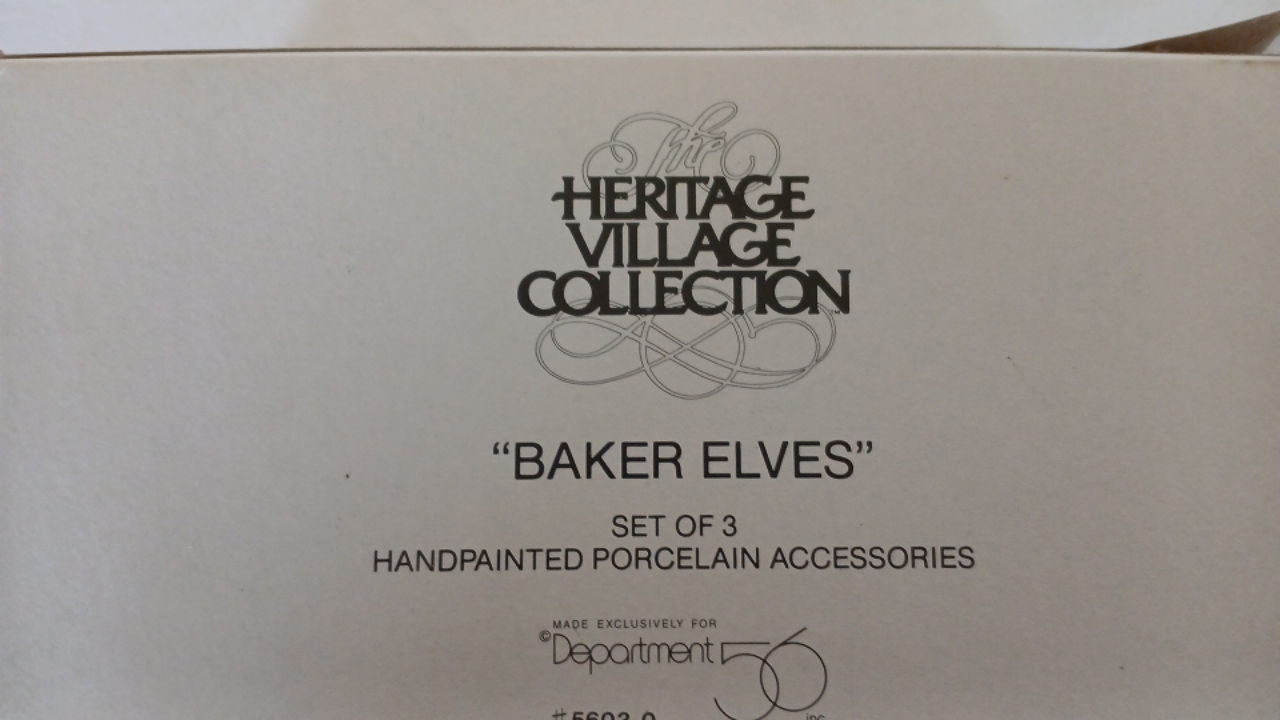 The
HERITAGE
VILLAGE
COLLECTION™
“BAKER ELVES”
SET OF 3
HANDPAINTED PORCELAIN ACCESSORIES
MADE EXCLUSIVELY FOR
©Department 56
inc.
#5603-0